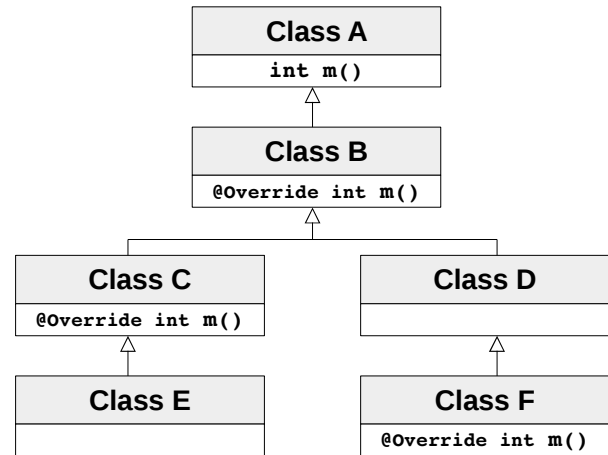 Class A
int m()
Class B
@Override int m()
Class C
@Override int m()
Class D
Class E
Class F
@Override int m()